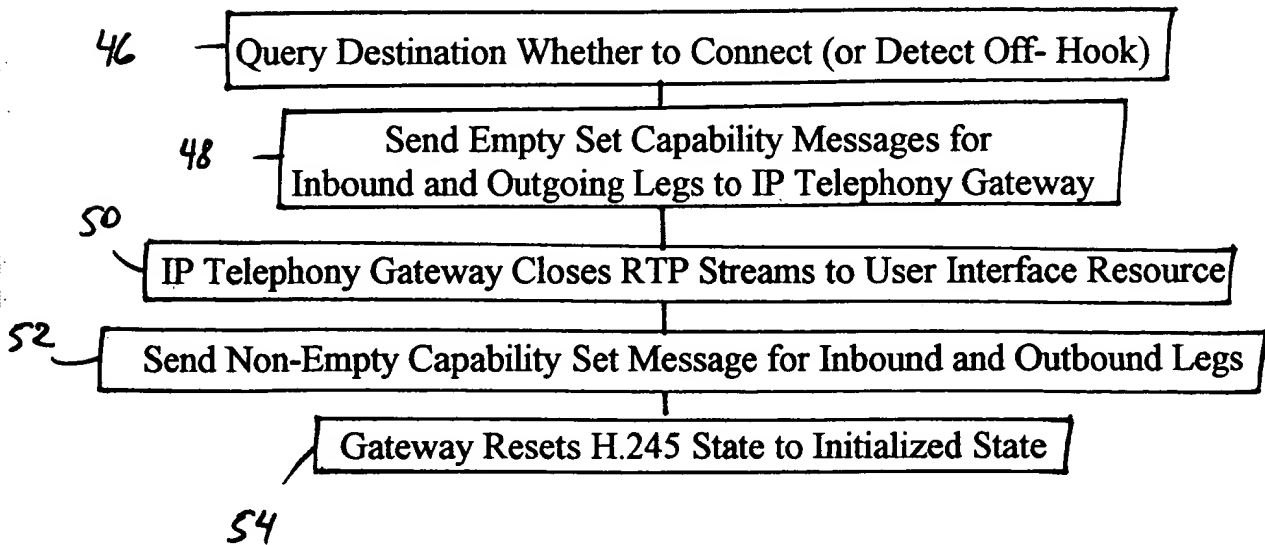 46
Query Destination Whether to Connect (or Detect Off- Hook)
48
Send Empty Set Capability Messages for
Inbound and Outgoing Legs to IP Telephony Gateway
50
IP Telephony Gateway Closes RTP Streams to User Interface Resource
52
Send Non-Empty Capability Set Message for Inbound and Outbound Legs
Gateway Resets H.245 State to Initialized State
54